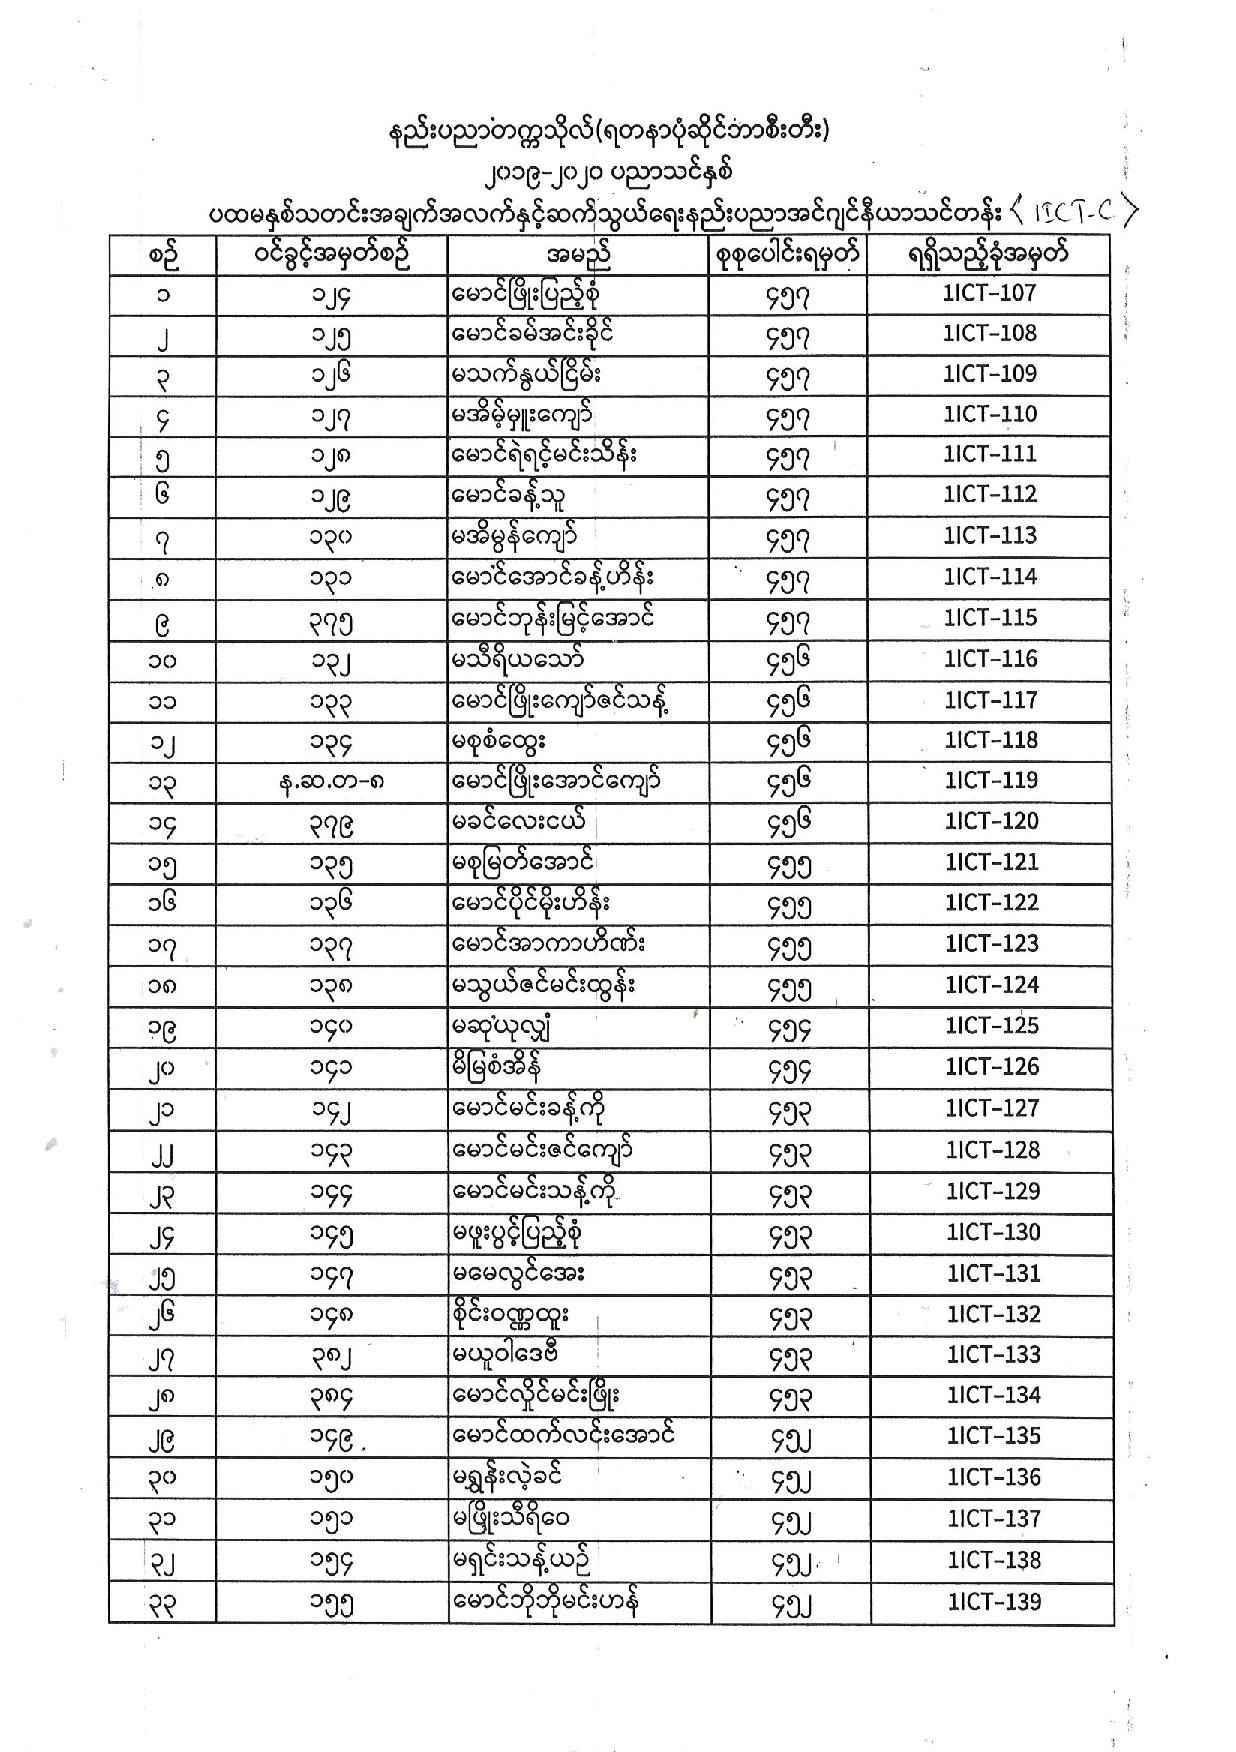 နည်းပညာတက္ကသိုလ်(ရတနာပုံဆိုင်ဘာစီးတီး)
၂၀၁၉-၂၀၂၀ ပညာသင်နှစ်
ပထမနှစ်သတင်းအချက်အလက်နှင့်ဆက်သွယ်ရေးနည်းပညာအင်ဂျင်နီယာသင်တန်း <1ICT-C>
စဉ် ဝင်ခွင့်အမှတ်စဉ် အမည် စုစုပေါင်းရမှတ် ရရှိသည့်ခုံအမှတ်
၁ ၁၂၄ မောင်ဖြိုးပြည့်စုံ ၄၅၇ 1ICT-107
၂ ၁၂၅ မောင်ခမ်အင်းခိုင် ၄၅၇ 1ICT-108
၃ ၁၂၆ မသက်နွယ်ငြိမ်း ၄၅၇ 1ICT-109
၄ ၁၂၇ မအိမ့်မှူးကျော် ၄၅၇ 1ICT-110
၅ ၁၂၈ မောင်ရဲရင့်မင်းသိန်း ၄၅၇ 1ICT-111
၆ ၁၂၉ မောင်ခန့်သူ ၄၅၇ 1ICT-112
၇ ၁၃၀ မအိမွန်ကျော် ၄၅၇ 1ICT-113
၈ ၁၃၁ မောင်အောင်ခန့်ဟိန်း ၄၅၇ 1ICT-114
၉ ၃၇၅ မောင်ဘုန်းမြင့်အောင် ၄၅၇ 1ICT-115
၁၀ ၁၃၂ မသီရိယသော် ၄၅၆ 1ICT-116
၁၁ ၁၃၃ မောင်ဖြိုးကျော်ဇင်သန့် ၄၅၆ 1ICT-117
၁၂ ၁၃၄ မစုစံထွေး ၄၅၆ 1ICT-118
၁၃ န.ဆ.တ-၈ မောင်ဖြိုးအောင်ကျော် ၄၅၆ 1ICT-119
၁၄ ၃၇၉ မခင်လေးငယ် ၄၅၆ 1ICT-120
၁၅ ၁၃၅ မစုမြတ်အောင် ၄၅၅ 1ICT-121
၁၆ ၁၃၆ မောင်ပိုင်မိုးဟိန်း ၄၅၅ 1ICT-122
၁၇ ၁၃၇ မောင်အာကာဟိဏ်း ၄၅၅ 1ICT-123
၁၈ ၁၃၈ မသွယ်ဇင်မင်းထွန်း ၄၅၅ 1ICT-124
၁၉ ၁၄၀ မဆုယုလျှံ ၄၅၄ 1ICT-125
၂၀ ၁၄၁ မိမြစံအိန် ၄၅၄ 1ICT-126
၂၁ ၁၄၂ မောင်မင်းခန့်ကို ၄၅၃ 1ICT-127
၂၂ ၁၄၃ မောင်မင်းဇင်ကျော် ၄၅၃ 1ICT-128
၂၃ ၁၄၄ မောင်မင်းသန့်ကို ၄၅၃ 1ICT-129
၂၄ ၁၄၅ မဖူးပွင့်ပြည့်စုံ ၄၅၃ 1ICT-130
၂၅ ၁၄၇ မမေလွင်အေး ၄၅၃ 1ICT-131
၂၆ ၁၄၈ စိုင်းဝဏ္ဏထူး ၄၅၃ 1ICT-132
၂၇ ၃၈၂ မယူဝါဒေဗီ ၄၅၃ 1ICT-133
၂၈ ၃၈၄ မောင်လှိုင်မင်းဖြိုး ၄၅၃ 1ICT-134
၂၉ ၁၄၉ မောင်ထက်လင်းအောင် ၄၅၂ 1ICT-135
၃၀ ၁၅၀ မရွှန်းလဲ့ခင် ၄၅၂ 1ICT-136
၃၁ ၁၅၁ မဖြိုးသီရိဝေ ၄၅၂ 1ICT-137
၃၂ ၁၅၄ မရှင်းသန့်ယဉ် ၄၅၂ 1ICT-138
၃၃ ၁၅၅ မောင်ဘိုဘိုမင်းဟန် ၄၅၂ 1ICT-139